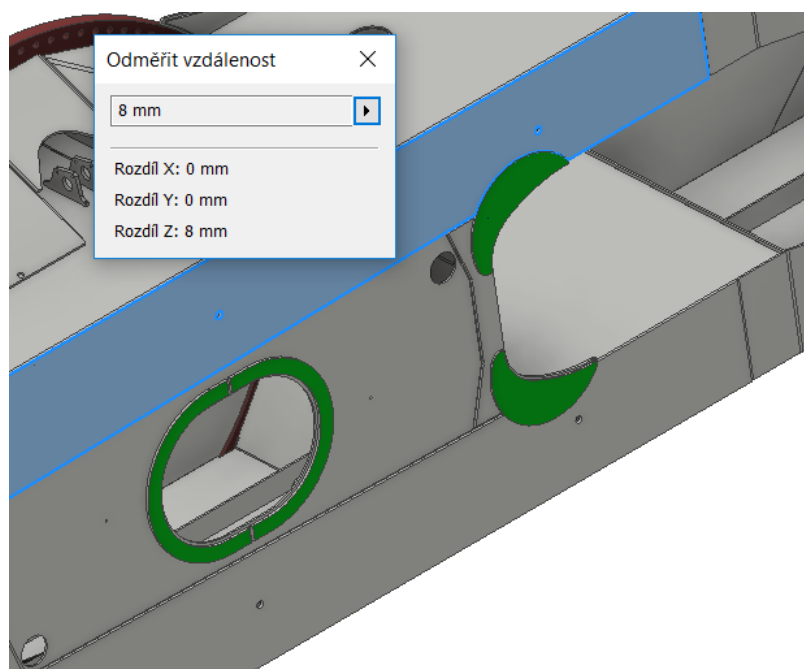 Odměřit vzdálenost
8 mm
Rozdíl X: 0 mm
Rozdíl Y: 0 mm
Rozdíl Z: 8 mm